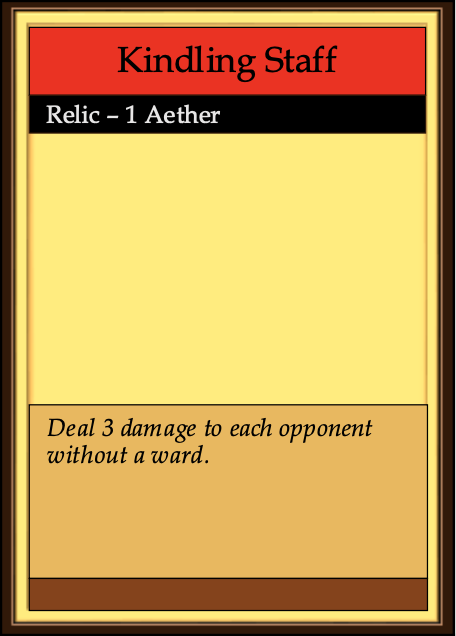 Kindling Staff
Relic – 1 Aether
Deal 3 damage to each opponent
without a ward.